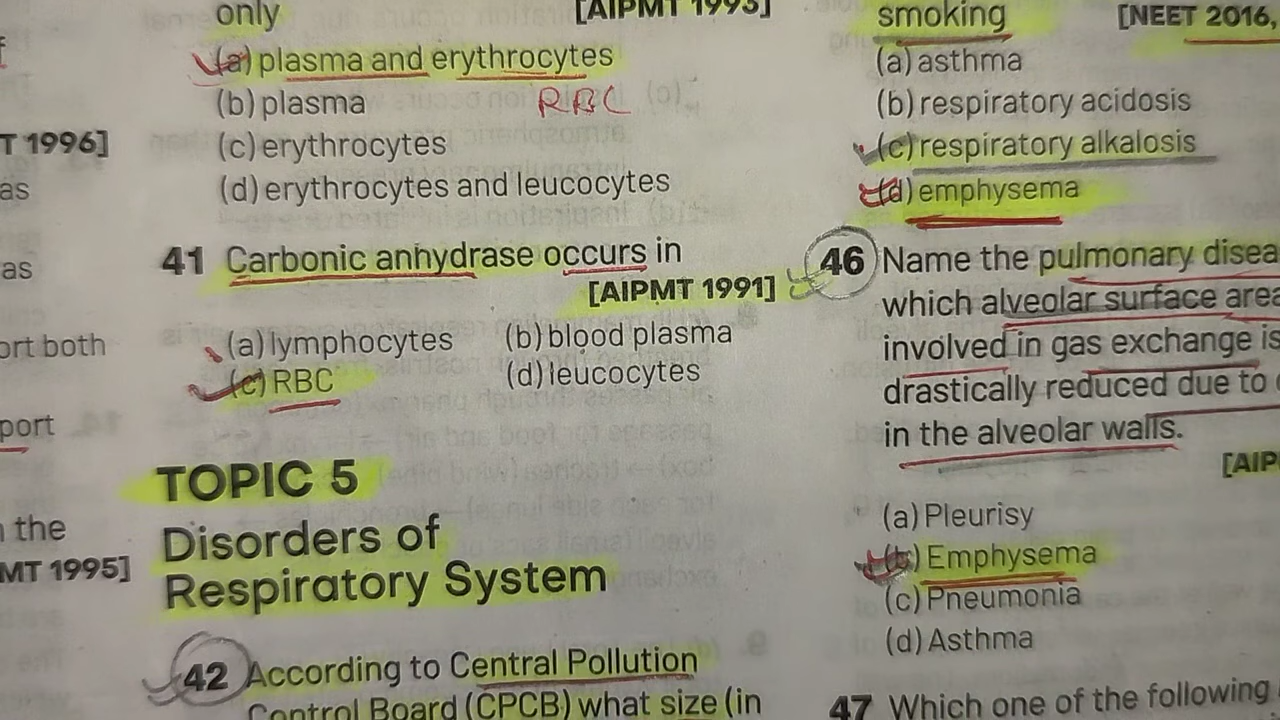 f
T 1996]
as
as
ort both
port
n the
MT 1995]
only
[AIPMT 1993]
(a) plasma and erythrocytes
(b) plasma
RBC
(c) erythrocytes
(d) erythrocytes and leucocytes
41 Carbonic anhydrase occurs in
[AIPMT 1991]
(a) lymphocytes (b) blood plasma
(c) RBC (d) leucocytes
TOPIC 5
Disorders of
Respiratory System
42 According to Central Pollution
Control Board (CPCB) what size (in
smoking [NEET 2016,
(a) asthma
(b) respiratory acidosis
(c) respiratory alkalosis
(d) emphysema
46 Name the pulmonary disea
which alveolar surface area
involved in gas exchange is
drastically reduced due to
in the alveolar walls.
[AIP
(a) Pleurisy
(b) Emphysema
(c) Pneumonia
(d) Asthma
47 Which one of the following